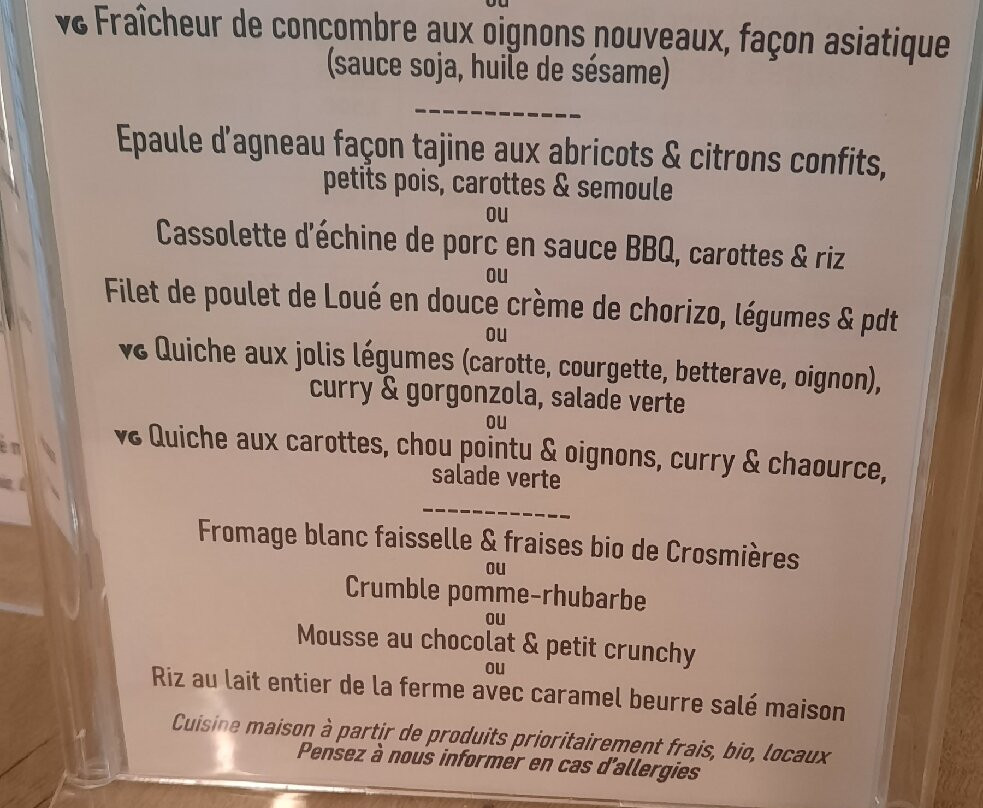 ou
VG Fraîcheur de concombre aux oignons nouveaux, façon asiatique
(sauce soja, huile de sésame)
------------
Epaule d'agneau façon tajine aux abricots & citrons confits,
petits pois, carottes & semoule
ou
Cassolette d'échine de porc en sauce BBQ, carottes & riz
ou
Filet de poulet de Loué en douce crème de chorizo, légumes & pdt
ou
VG Quiche aux jolis légumes (carotte, courgette, betterave, oignon),
curry & gorgonzola, salade verte
ou
VG Quiche aux carottes, chou pointu & oignons, curry & chaource,
salade verte
------------
Fromage blanc faisselle & fraises bio de Crosmières
ou
Crumble pomme-rhubarbe
ou
Mousse au chocolat & petit crunchy
ou
Riz au lait entier de la ferme avec caramel beurre salé maison
Cuisine maison à partir de produits prioritairement frais, bio, locaux
Pensez à nous informer en cas d'allergies